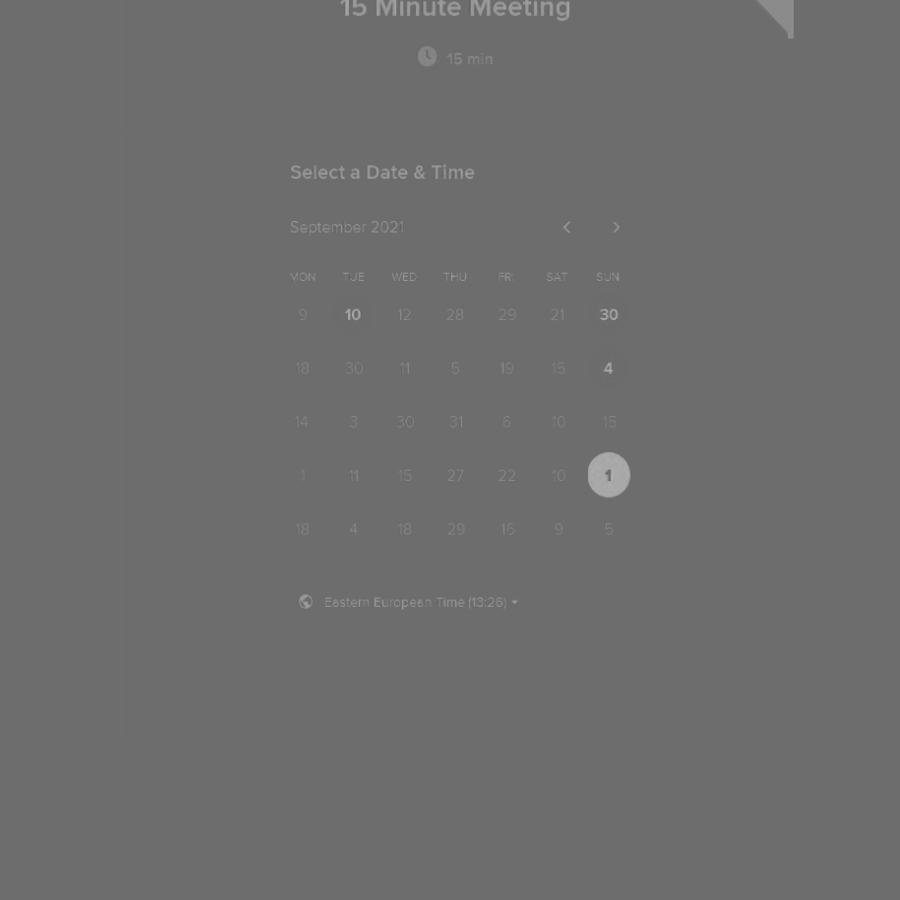 15 Minute Meeting
15 min
Select a Date & Time
September 2021
MON TUE WED THU FRI SAT SUN
9 10 12 28 29 21 30
18 30 11 5 19 15 4
14 3 30 31 6 10 15
1 11 15 27 22 10 1
18 4 18 29 16 9 5
Eastern European Time (13:26)